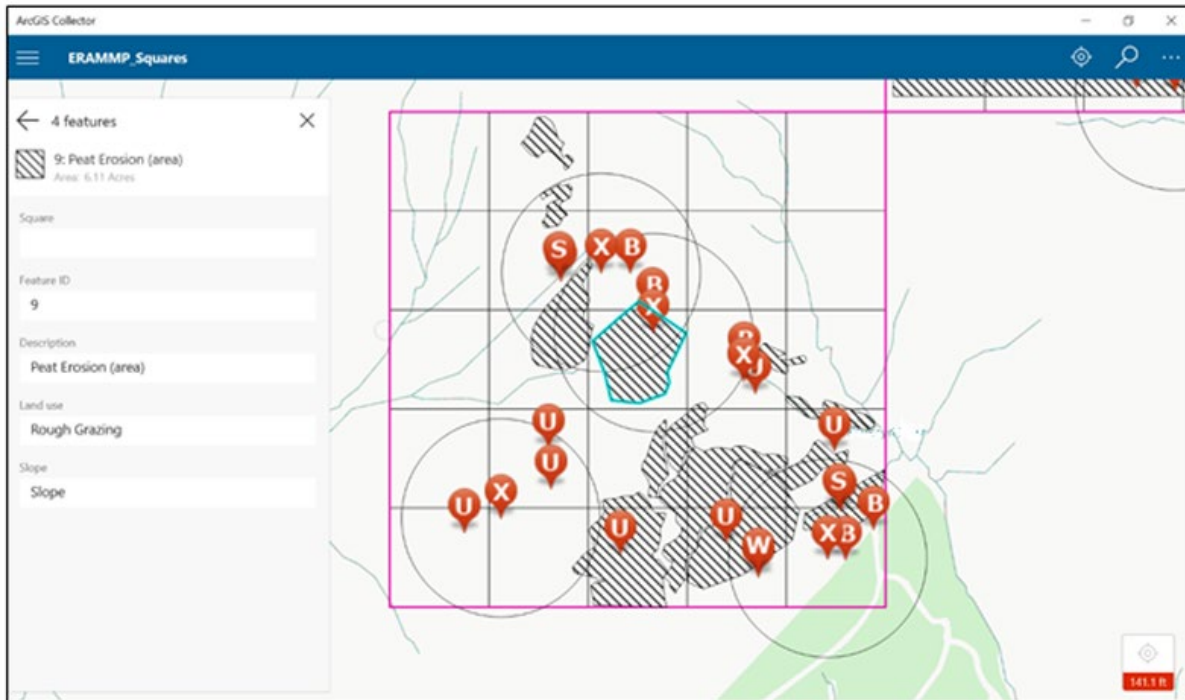 ArcGIS Collector
ERAMMP_Squares
4 features
9: Peat Erosion (area)
Area: 6.11 Acres
Square
Feature ID
9
Description
Peat Erosion (area)
Land use
Rough Grazing
Slope
Slope
S X B
B
X
X J
U
U
U
U X
S
B
U U
W
X B
141.1 ft